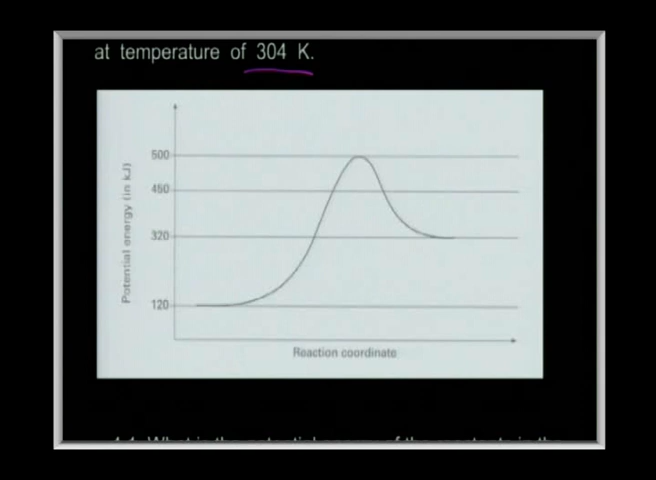 at temperature of 304 K.
500
450
320
120
Potential energy (in kJ)
Reaction coordinate